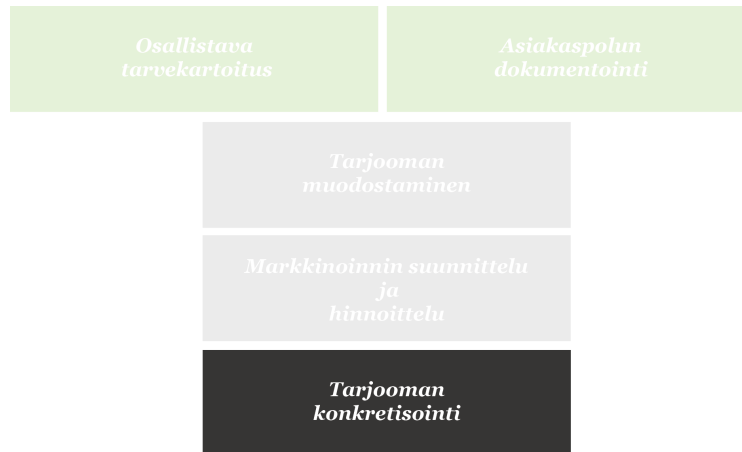 Osallistava
tarvekartoitus
Asiakaspolun
dokumentointi
Tarjooman
muodostaminen
Markkinoinnin suunnittelu
ja
hinnoittelu
Tarjooman
konkretisointi